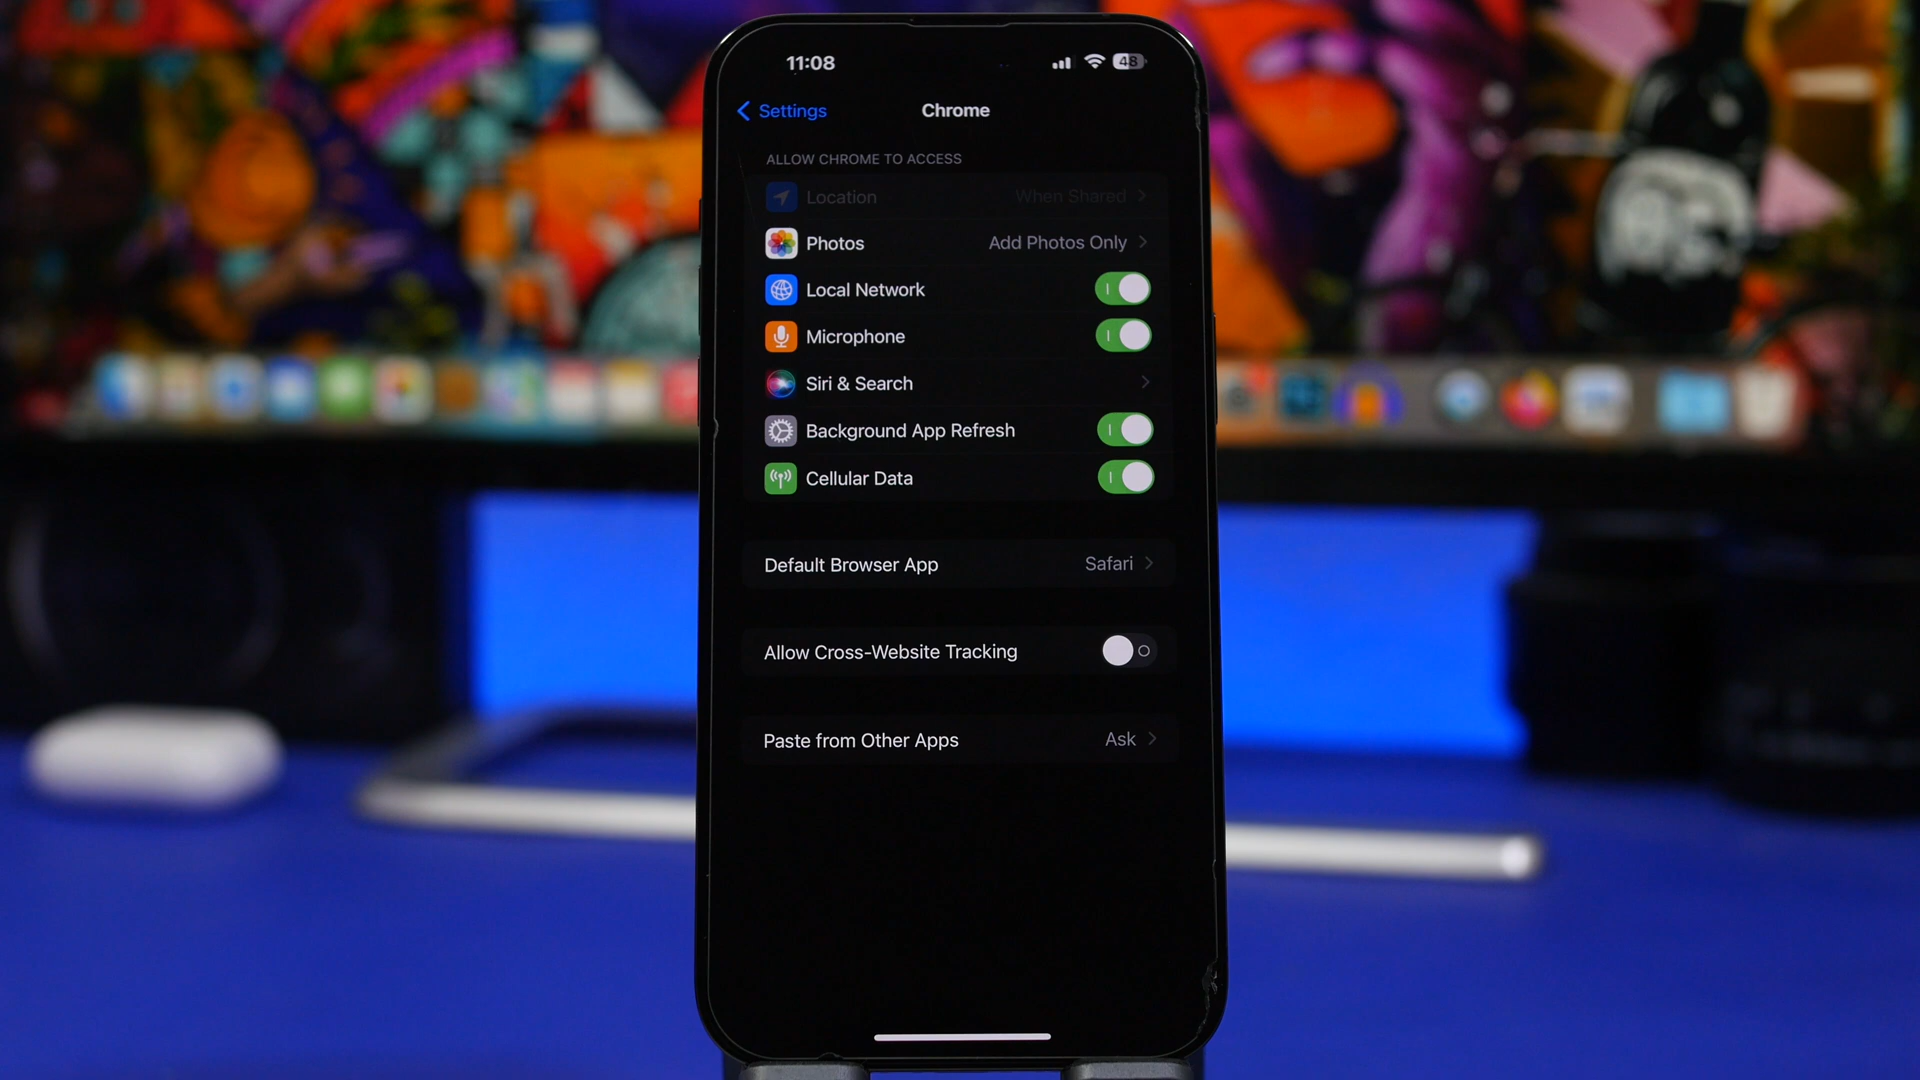 11:08 48
Settings Chrome
ALLOW CHROME TO ACCESS
Location When Shared
Photos Add Photos Only
Local Network
Microphone
Siri & Search
Background App Refresh
Cellular Data
Default Browser App Safari
Allow Cross-Website Tracking
Paste from Other Apps Ask